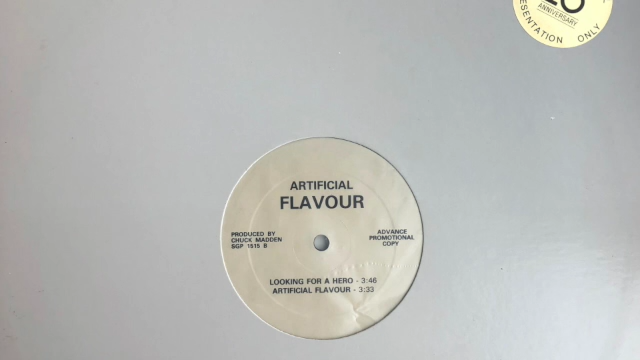 ANNIVERSARY
ESENTATION ONLY
ARTIFICIAL
FLAVOUR
PRODUCED BY
CHUCK MADDEN
SGP 1515 B
ADVANCE
PROMOTIONAL
COPY
LOOKING FOR A HERO - 3:46
ARTIFICIAL FLAVOUR - 3:33